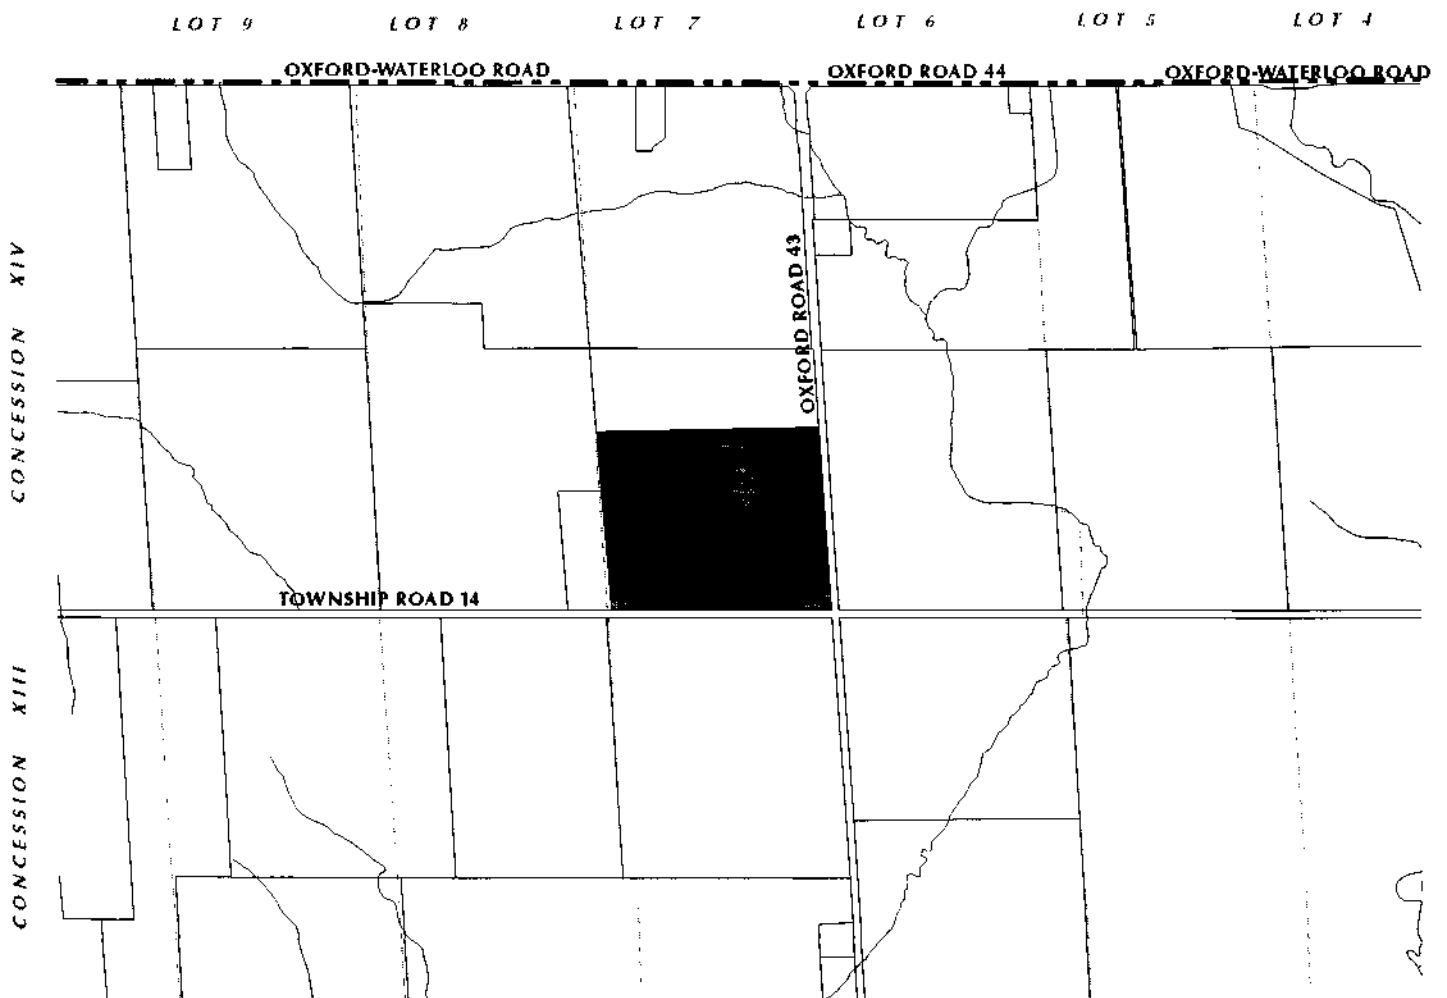 LOT 9
LOT 8
LOT 7
LOT 6
LOT 5
LOT 4
OXFORD-WATERLOO ROAD
OXFORD ROAD 44
OXFORD-WATERLOO ROAD
CONCESSION XIV
OXFORD ROAD 43
TOWNSHIP ROAD 14
CONCESSION XIII